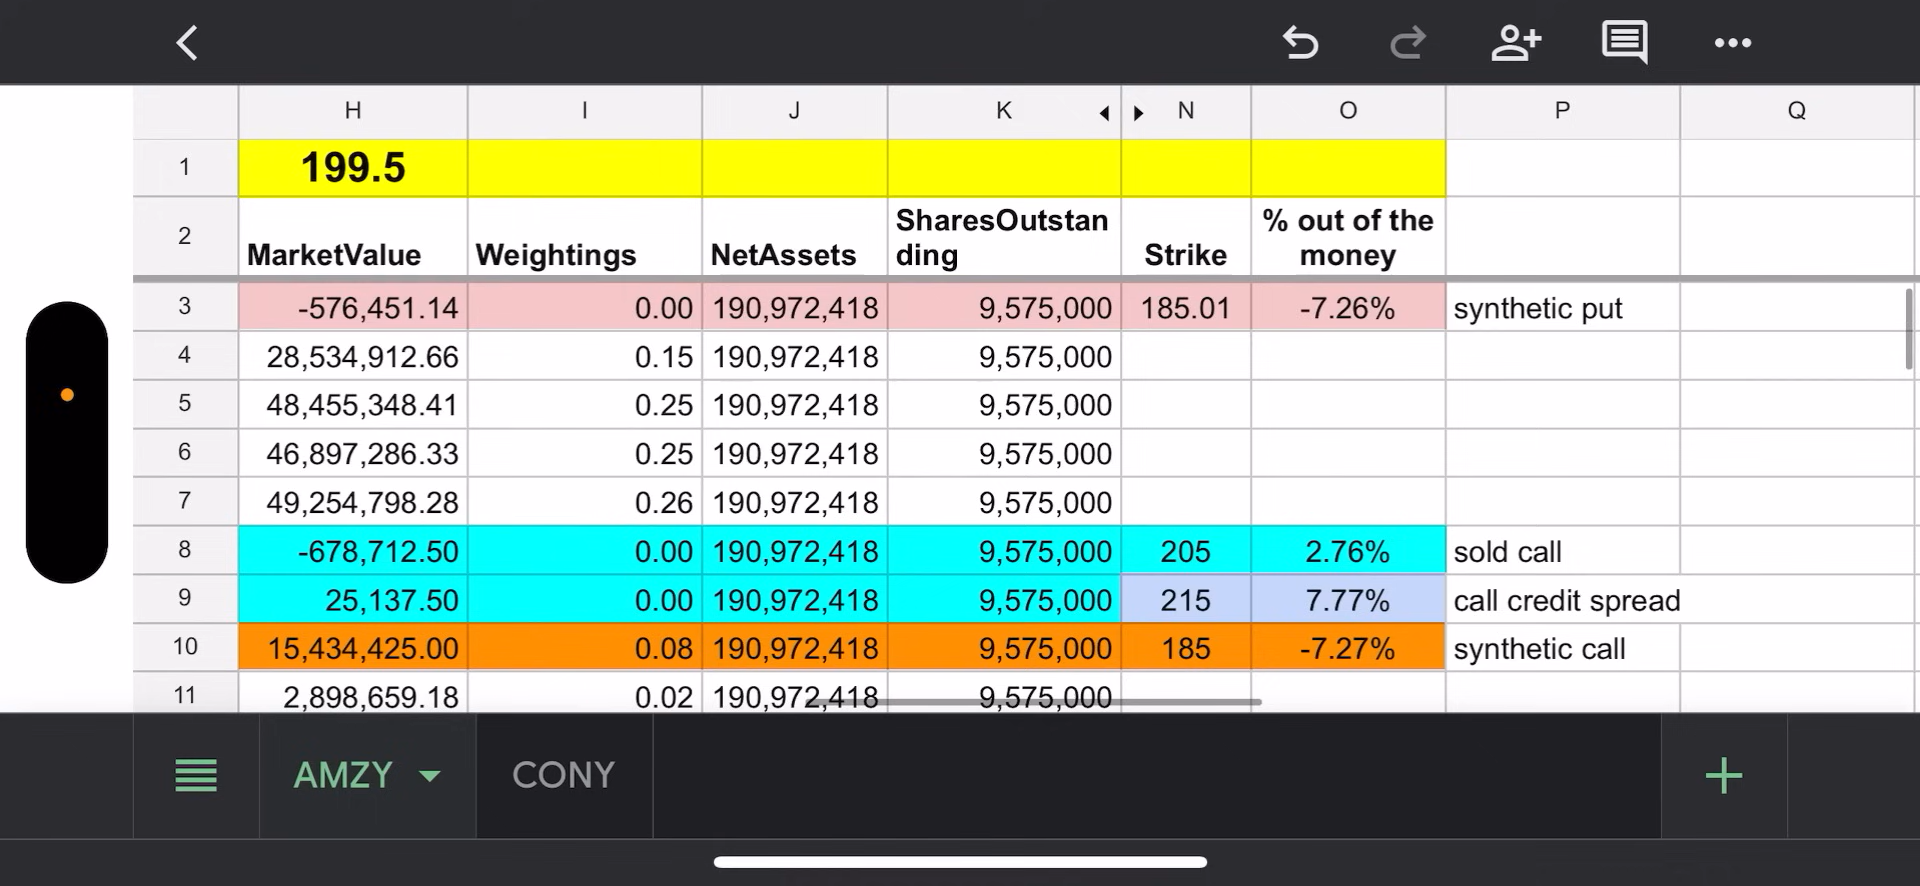 H I J K N O P Q
1 199.5
2 MarketValue Weightings NetAssets SharesOutstan
ding Strike % out of the
money
3 -576,451.14 0.00 190,972,418 9,575,000 185.01 -7.26% synthetic put
4 28,534,912.66 0.15 190,972,418 9,575,000
5 48,455,348.41 0.25 190,972,418 9,575,000
6 46,897,286.33 0.25 190,972,418 9,575,000
7 49,254,798.28 0.26 190,972,418 9,575,000
8 -678,712.50 0.00 190,972,418 9,575,000 205 2.76% sold call
9 25,137.50 0.00 190,972,418 9,575,000 215 7.77% call credit spread
10 15,434,425.00 0.08 190,972,418 9,575,000 185 -7.27% synthetic call
11 2,898,659.18 0.02 190,972,418 9,575,000
AMZY CONY